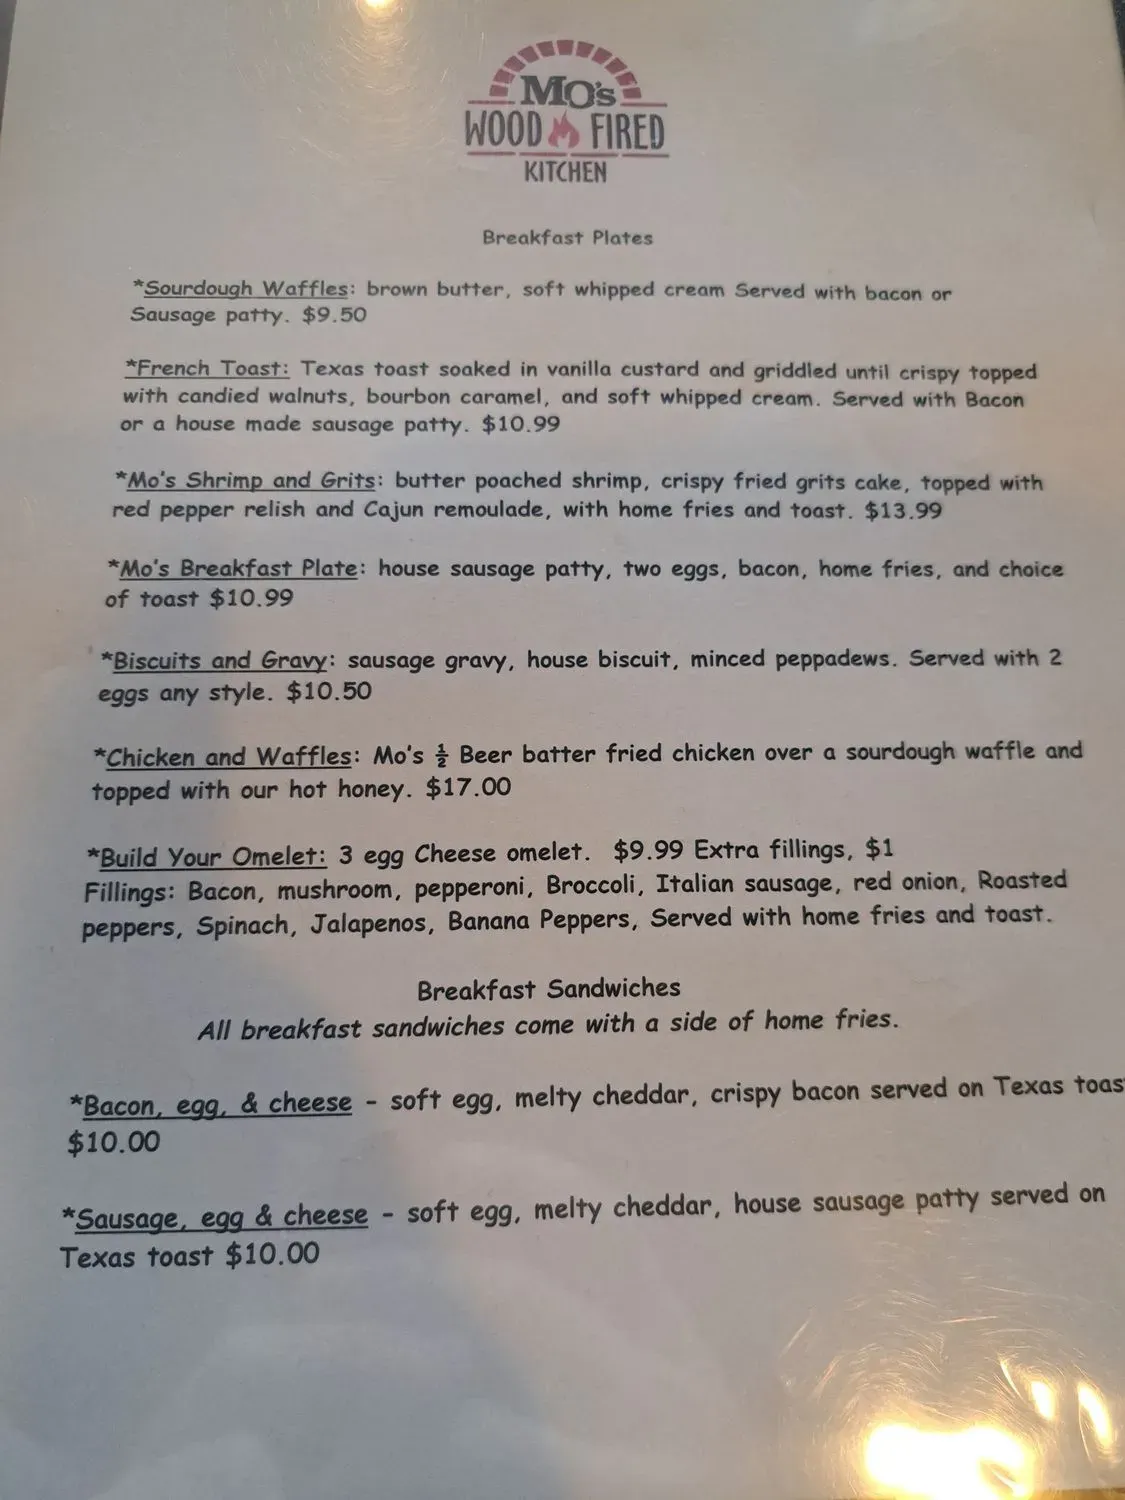 MO's
WOOD FIRED
KITCHEN
Breakfast Plates
*Sourdough Waffles: brown butter, soft whipped cream Served with bacon or
Sausage patty. $9.50
*French Toast: Texas toast soaked in vanilla custard and griddled until crispy topped
with candied walnuts, bourbon caramel, and soft whipped cream. Served with Bacon
or a house made sausage patty. $10.99
*Mo's Shrimp and Grits: butter poached shrimp, crispy fried grits cake, topped with
red pepper relish and Cajun remoulade, with home fries and toast. $13.99
*Mo's Breakfast Plate: house sausage patty, two eggs, bacon, home fries, and choice
of toast $10.99
*Biscuits and Gravy: sausage gravy, house biscuit, minced peppadews. Served with 2
eggs any style. $10.50
*Chicken and Waffles: Mo's ½ Beer batter fried chicken over a sourdough waffle and
topped with our hot honey. $17.00
*Build Your Omelet: 3 egg Cheese omelet. $9.99 Extra fillings, $1
Fillings: Bacon, mushroom, pepperoni, Broccoli, Italian sausage, red onion, Roasted
peppers, Spinach, Jalapenos, Banana Peppers, Served with home fries and toast.
Breakfast Sandwiches
All breakfast sandwiches come with a side of home fries.
*Bacon, egg, & cheese - soft egg, melty cheddar, crispy bacon served on Texas toas
$10.00
*Sausage, egg & cheese - soft egg, melty cheddar, house sausage patty served on
Texas toast $10.00